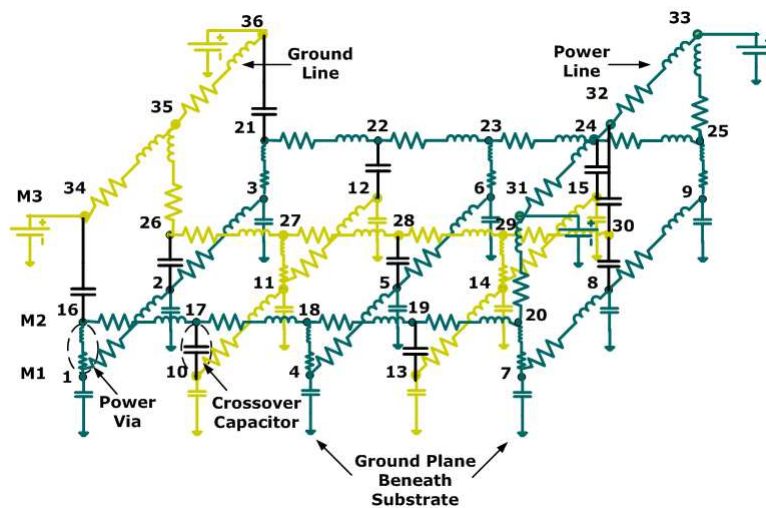 36
33
Ground
Line
Power
Line
35
32
21
22
23
24
25
M3
34
3
12
6
31
15
9
26
27
28
29
30
2
11
5
14
8
16
M2
17
18
19
20
M1
1
10
4
13
7
Power
Via
Crossover
Capacitor
Ground Plane
Beneath
Substrate